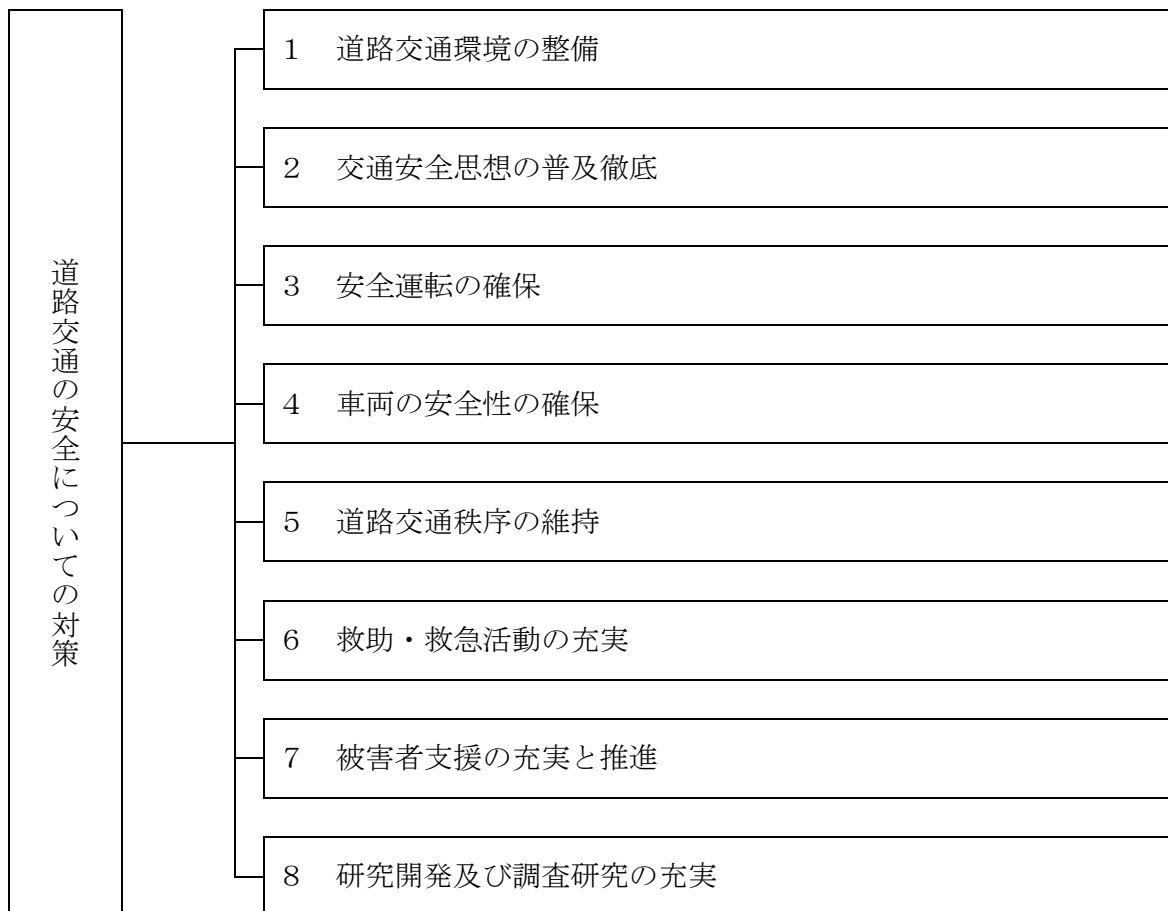 道路交通の安全についての対策
１　道路交通環境の整備
２　交通安全思想の普及徹底
３　安全運転の確保
４　車両の安全性の確保
５　道路交通秩序の維持
６　救助・救急活動の充実
７　被害者支援の充実と推進
８　研究開発及び調査研究の充実